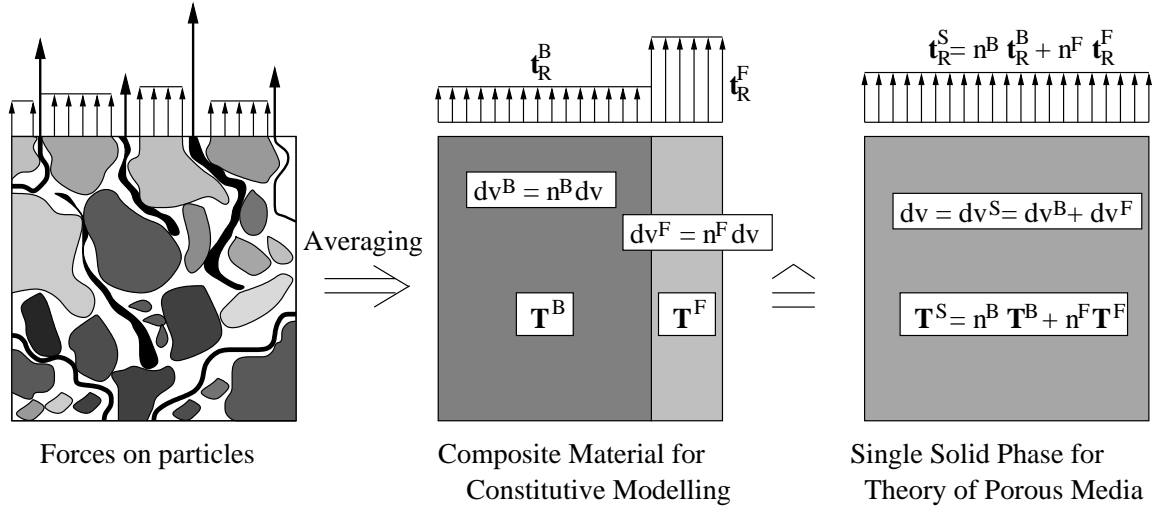 t_R^B
t_R^F
t_R^S = n^B t_R^B + n^F t_R^F
dv^B = n^B dv
dv^F = n^F dv
dv = dv^S = dv^B + dv^F
Averaging
T^B
T^F
T^S = n^B T^B + n^F T^F
Forces on particles
Composite Material for
Constitutive Modelling
Single Solid Phase for
Theory of Porous Media